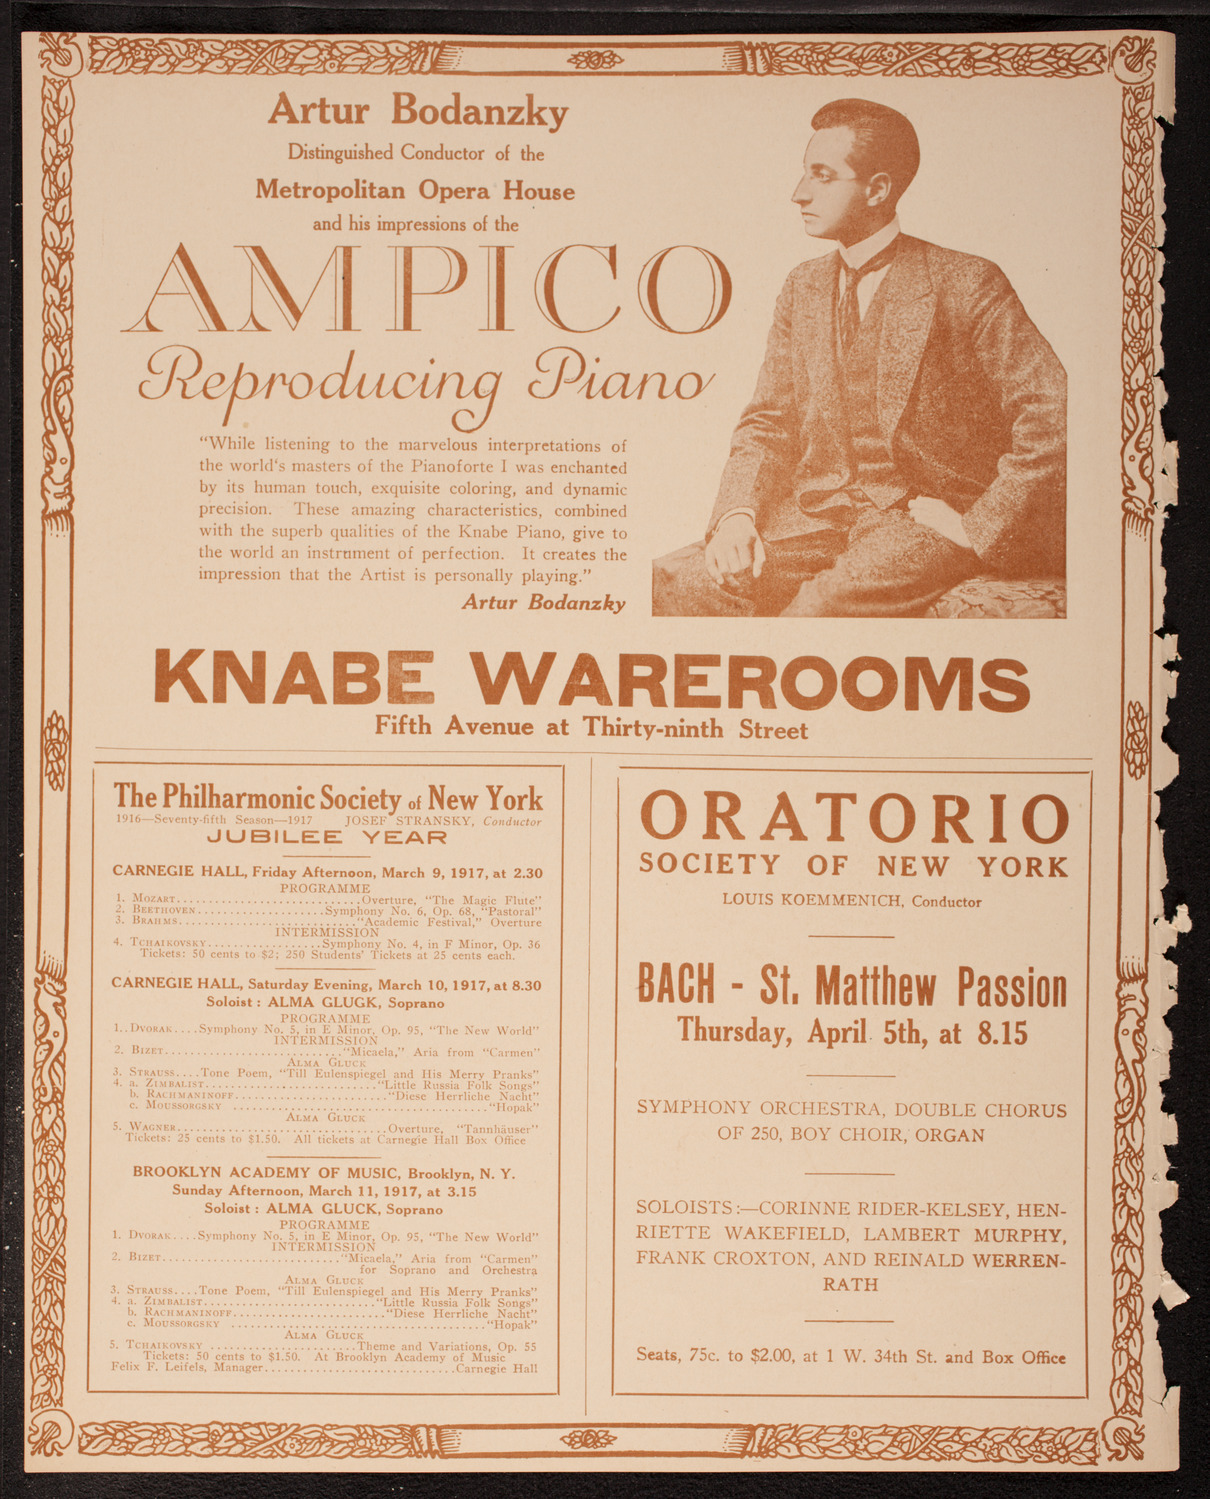 Artur Bodanzky
Distinguished Conductor of the
Metropolitan Opera House
and his impressions of the
AMPICO
Reproducing Piano
“While listening to the marvelous interpretations of
the world‘s masters of the Pianoforte I was enchanted
by its human touch, exquisite coloring, and dynamic
precision. These amazing characteristics, combined
with the superb qualities of the Knabe Piano, give to
the world an instrument of perfection. It creates the
impression that the Artist is personally playing.”
Artur Bodanzky
KNABE WAREROOMS
Fifth Avenue at Thirty-ninth Street
The Philharmonic Society of New York
1916—Seventy-fifth Season—1917 JOSEF STRANSKY, Conductor
JUBILEE YEAR
CARNEGIE HALL, Friday Afternoon, March 9, 1917, at 2.30
PROGRAMME
1. MOZART.............................Overture, “The Magic Flute”
2. BEETHOVEN....................Symphony No. 6, Op. 68, “Pastoral”
3. BRAHMS............................“Academic Festival,” Overture
INTERMISSION
4. TCHAIKOVSKY..................Symphony No. 4, in F Minor, Op. 36
Tickets: 50 cents to $2; 250 Students’ Tickets at 25 cents each.
CARNEGIE HALL, Saturday Evening, March 10, 1917, at 8.30
Soloist : ALMA GLUGK, Soprano
PROGRAMME
1..DVORAK....Symphony No. 5, in E Minor, Op. 95, “The New World”
INTERMISSION
2. BIZET............................“Micaela,” Aria from “Carmen”
ALMA GLUCK
3. STRAUSS....Tone Poem, “Till Eulenspiegel and His Merry Pranks”
4. a. ZIMBALIST...........................“Little Russia Folk Songs”
b. RACHMANINOFF........................“Diese Herrliche Nacht”
c. MOUSSORGSKY ........................................“Hopak”
ALMA GLUCK
5. WAGNER.................................Overture, “Tannhäuser”
Tickets: 25 cents to $1.50. All tickets at Carnegie Hall Box Office
BROOKLYN ACADEMY OF MUSIC, Brooklyn, N. Y.
Sunday Afternoon, March 11, 1917, at 3.15
Soloist : ALMA GLUCK, Soprano
PROGRAMME
1. DVORAK....Symphony No. 5, in E Minor, Op. 95, “The New World”
INTERMISSION
2. BIZET............................“Micaela,” Aria from “Carmen”
for Soprano and Orchestra
ALMA GLUCK
3. STRAUSS....Tone Poem, “Till Eulenspiegel and His Merry Pranks”
4. a. ZIMBALIST...........................“Little Russia Folk Songs”
b. RACHMANINOFF........................“Diese Herrliche Nacht”
c. MOUSSORGSKY ........................................“Hopak”
ALMA GLUCK
5. TCHAIKOVSKY .......................Theme and Variations, Op. 55
Tickets: 50 cents to $1.50. At Brooklyn Academy of Music
Felix F. Leifels, Manager..............................Carnegie Hall
ORATORIO
SOCIETY OF NEW YORK
LOUIS KOEMMENICH, Conductor
BACH - St. Matthew Passion
Thursday, April 5th, at 8.15
SYMPHONY ORCHESTRA, DOUBLE CHORUS
OF 250, BOY CHOIR, ORGAN
SOLOISTS:—CORINNE RIDER-KELSEY, HEN-
RIETTE WAKEFIELD, LAMBERT MURPHY,
FRANK CROXTON, AND REINALD WERREN-
RATH
Seats, 75c. to $2.00, at 1 W. 34th St. and Box Office